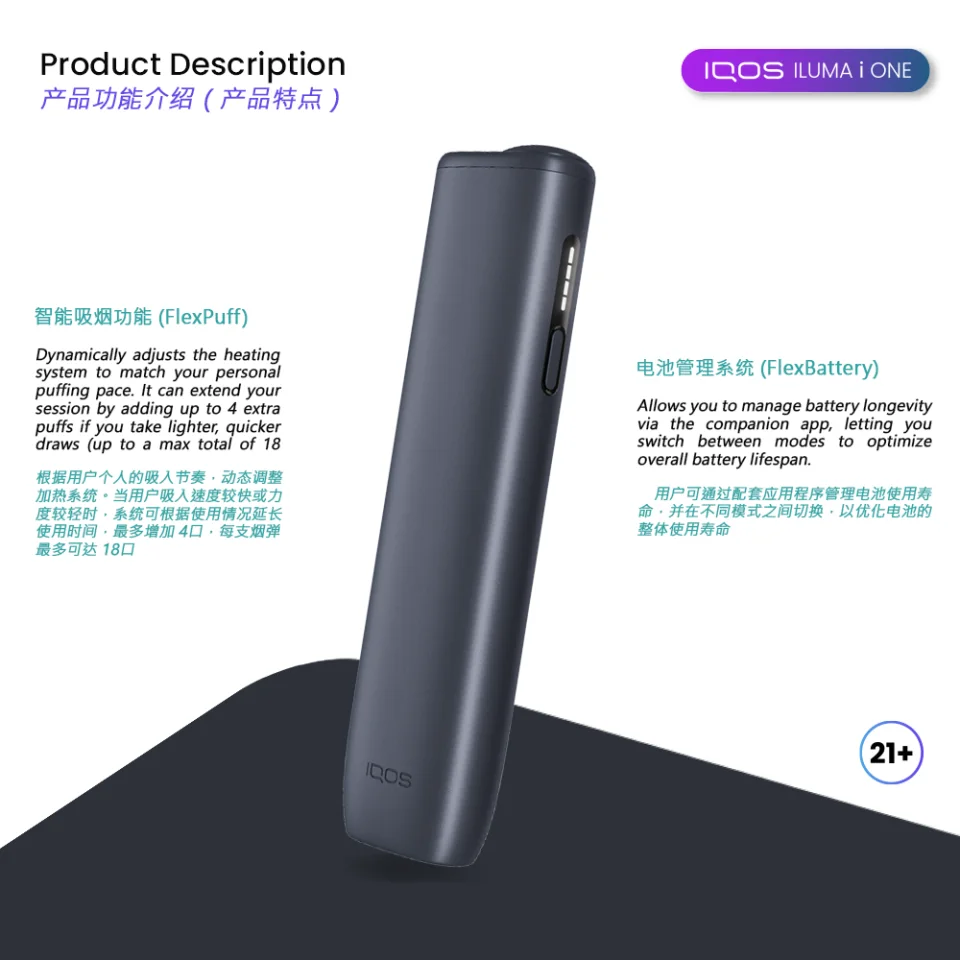 Product Description
产品功能介绍（产品特点）
IQOS ILUMA i ONE
智能吸烟功能 (FlexPuff)
Dynamically adjusts the heating
system to match your personal
puffing pace. It can extend your
session by adding up to 4 extra
puffs if you take lighter, quicker
draws (up to a max total of 18
根据用户个人的吸入节奏，动态调整
加热系统。当用户吸入速度较快或力
度较轻时，系统可根据使用情况延长
使用时间，最多增加 4口，每支烟弹
最多可达 18口
电池管理系统 (FlexBattery)
Allows you to manage battery longevity
via the companion app, letting you
switch between modes to optimize
overall battery lifespan.
用户可通过配套应用程序管理电池使用寿
命，并在不同模式之间切换，以优化电池的
整体使用寿命
IQOS
21+